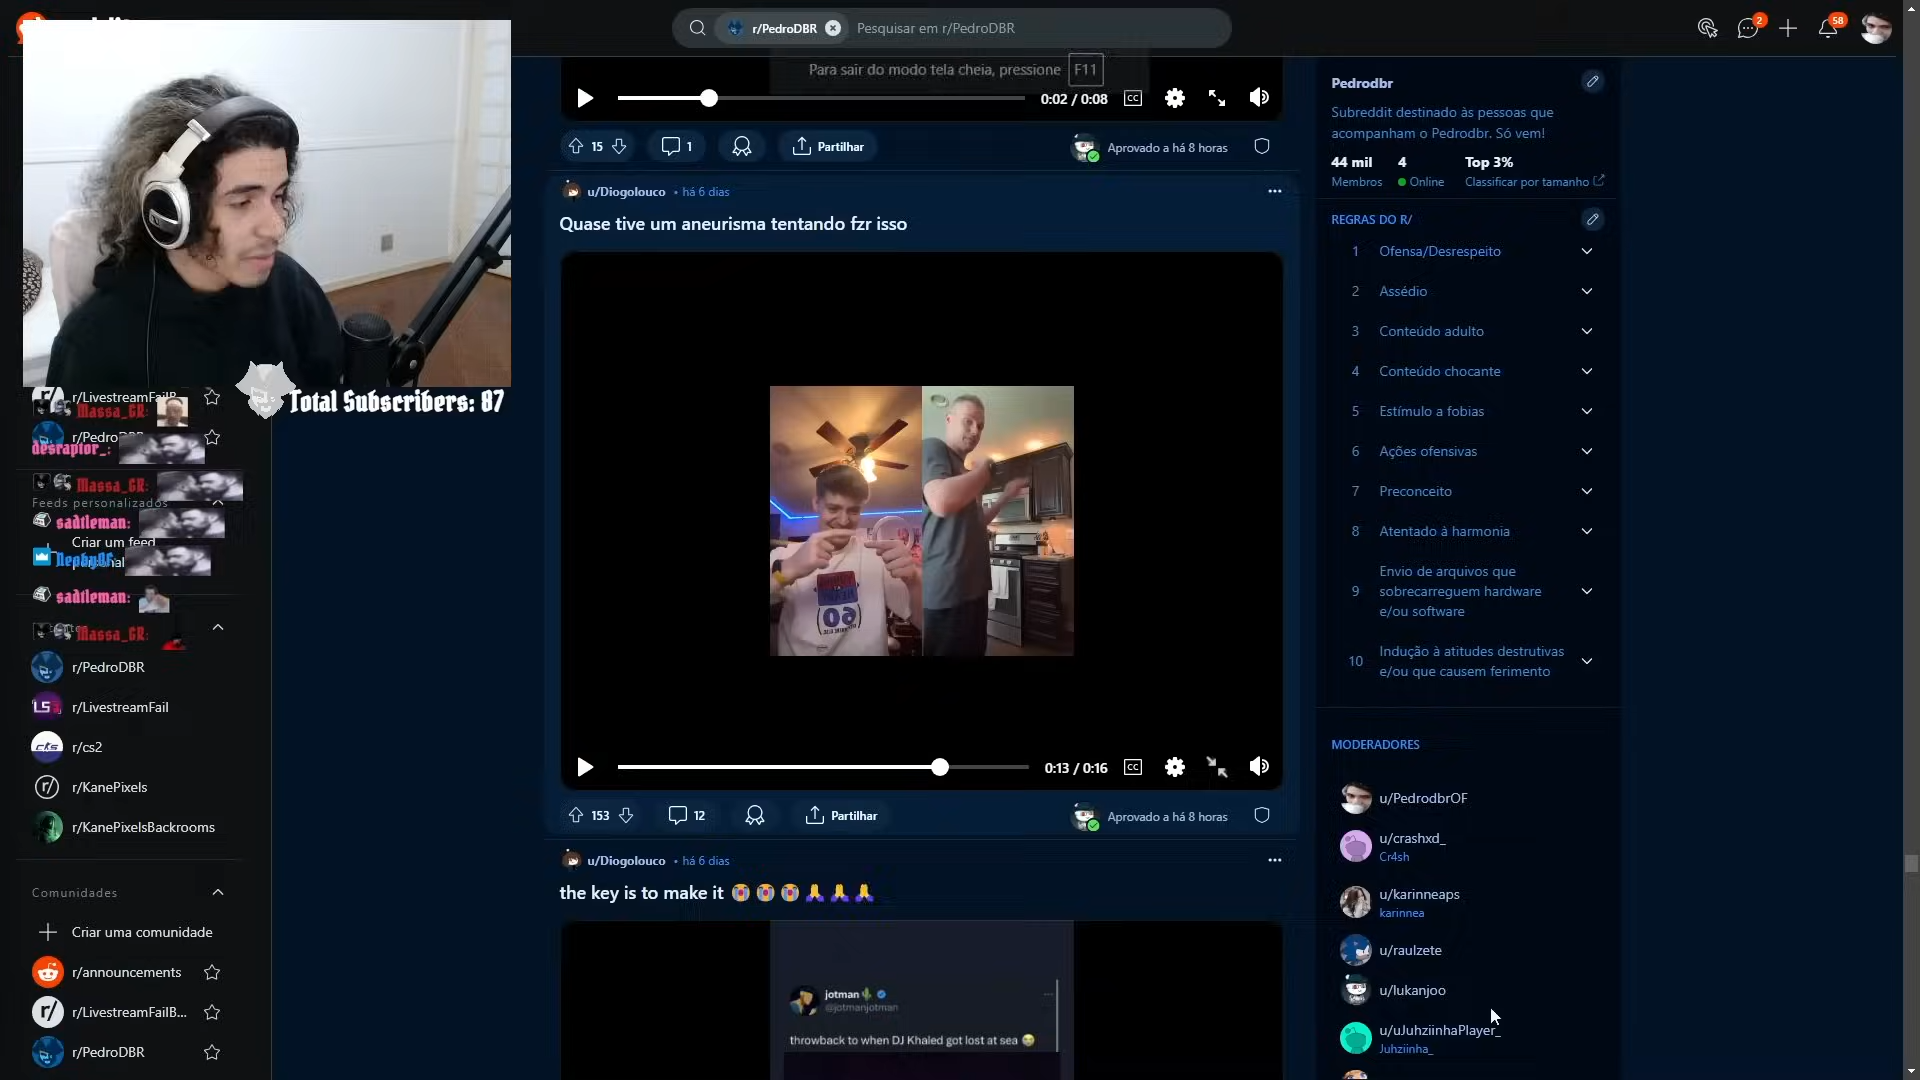 r/PedroDBR
Pesquisar em r/PedroDBR
2
58
Para sair do modo tela cheia, pressione F11
0:02 / 0:08
CC
15
1
Partilhar
Aprovado a há 8 horas
u/Diogolouco • há 6 dias
Quase tive um aneurisma tentando fzr isso
0:13 / 0:16
CC
153
12
Partilhar
Aprovado a há 8 horas
u/Diogolouco • há 6 dias
the key is to make it 😭😭😭🙏🙏🙏
jotman🌵
@jotmanjotman
throwback to when DJ Khaled got lost at sea 😭
Total Subscribers: 87
r/LivestreamFailB
Massa_GR:
r/PedroDBR
desraptor_:
Massa_GR:
Feeds personalizados
sadtleman:
Criar um feed
sadtleman:
Massa_GR:
r/PedroDBR
r/LivestreamFail
r/cs2
r/KanePixels
r/KanePixelsBackrooms
Comunidades
Criar uma comunidade
r/announcements
r/LivestreamFailB...
r/PedroDBR
Pedrodbr
Subreddit destinado às pessoas que
acompanham o Pedrodbr. Só vem!
44 mil
Membros
4
Online
Top 3%
Classificar por tamanho
REGRAS DO R/
1 Ofensa/Desrespeito
2 Assédio
3 Conteúdo adulto
4 Conteúdo chocante
5 Estímulo a fobias
6 Ações ofensivas
7 Preconceito
8 Atentado à harmonia
9 Envio de arquivos que
sobrecarreguem hardware
e/ou software
10 Indução à atitudes destrutivas
e/ou que causem ferimento
MODERADORES
u/PedrodbrOF
u/crashxd_
Cr4sh
u/karinneaps
karinnea
u/raulzete
u/lukanjoo
u/uJuhziinhaPlayer_
Juhziinha_